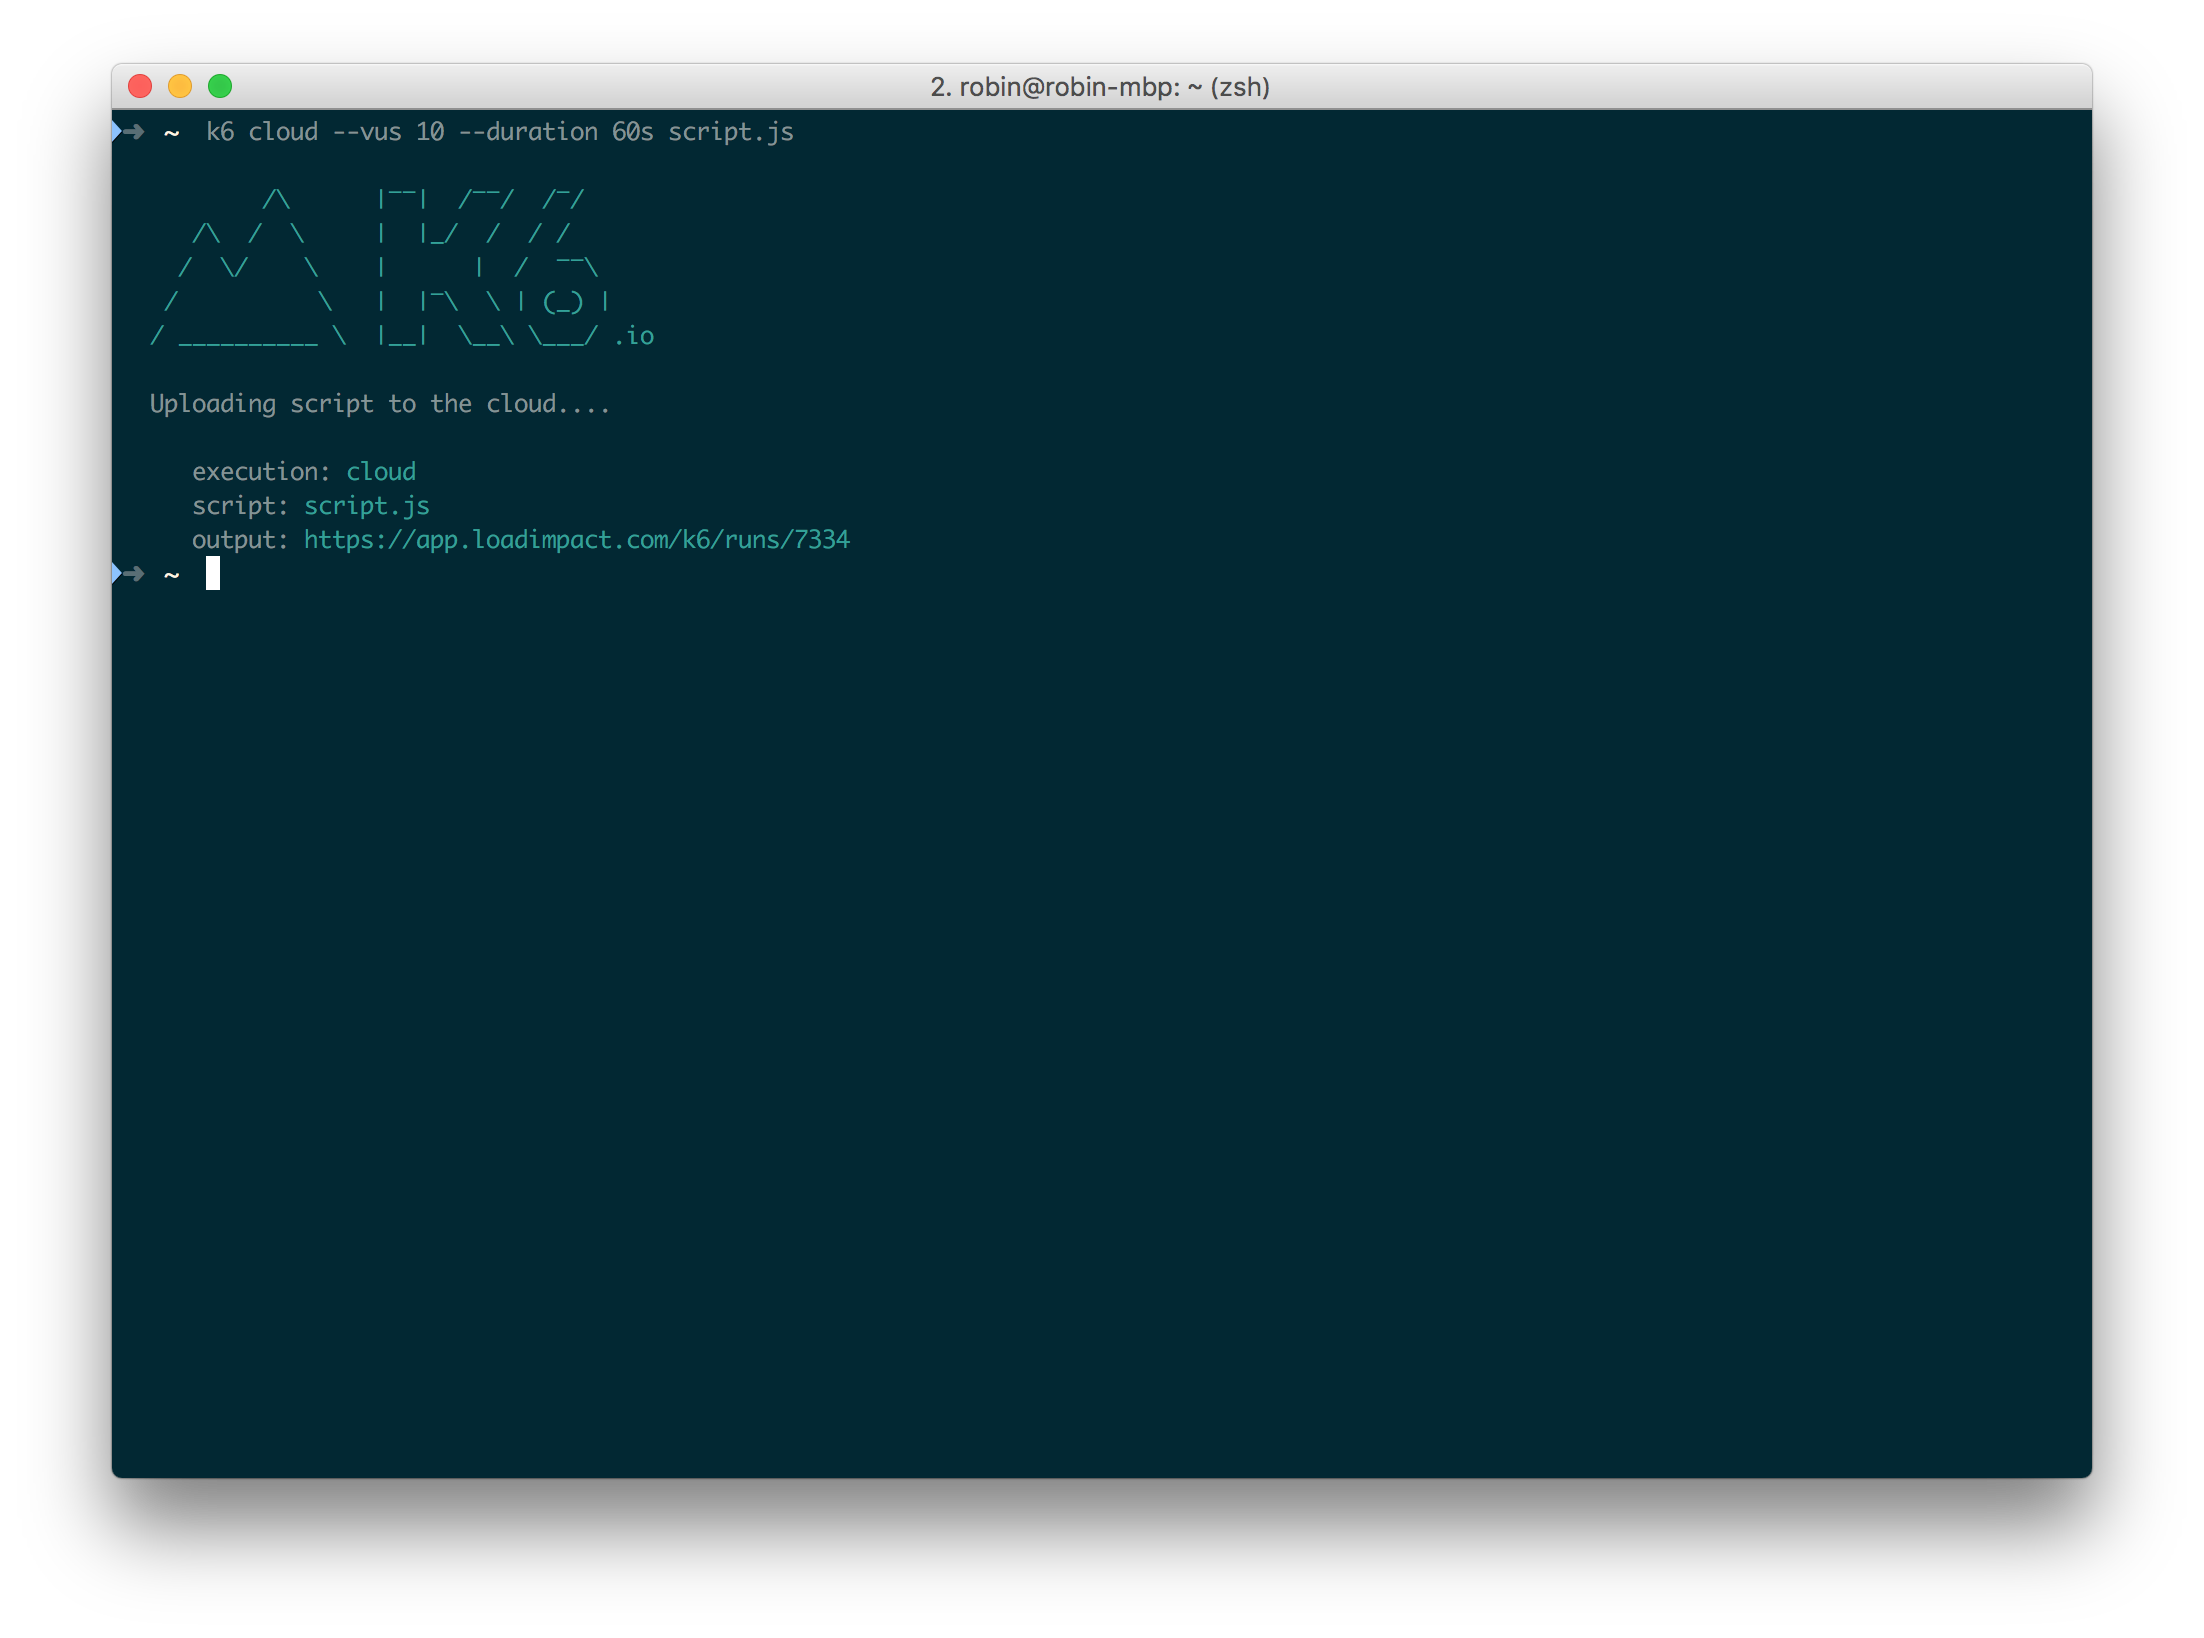 2. robin@robin-mbp: ~ (zsh)
➜ ~ k6 cloud --vus 10 --duration 60s script.js
        /\      |‾‾|  /‾‾/  /‾/
   /\  /  \     |  |_/  /  / /
  /  \/    \    |      |  /  ‾‾\
 /          \   |  |‾\  \ | (_) |
/ __________ \  |__|  \__\ \___/ .io
Uploading script to the cloud....
execution: cloud
script: script.js
output: https://app.loadimpact.com/k6/runs/7334
➜ ~